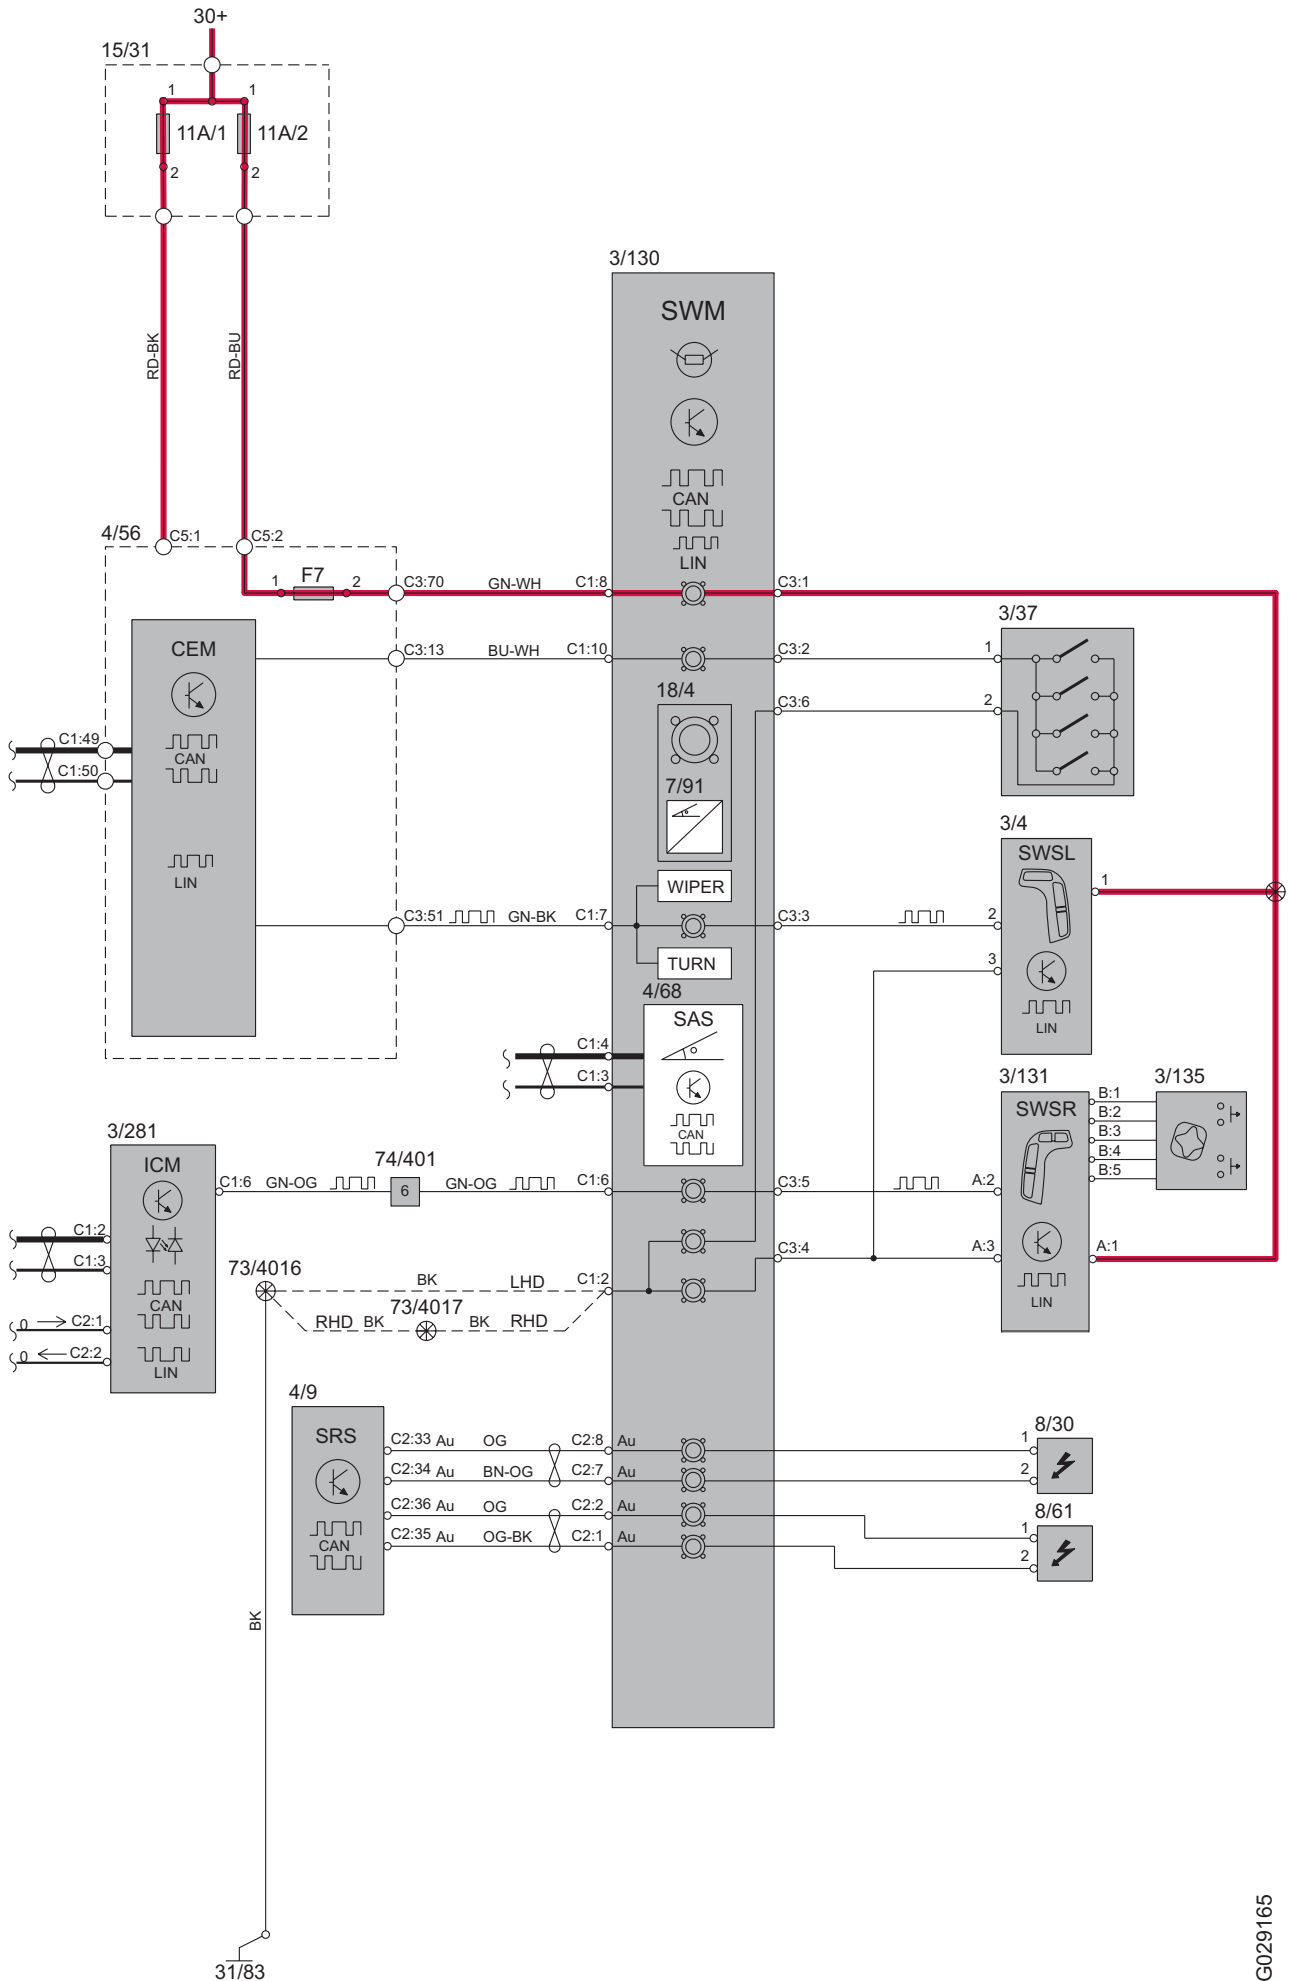 30+
15/31
1 1
11A/1 11A/2
2 2
RD-BK RD-BU
3/130
SWM
CAN
LIN
4/56 C5:1 C5:2
1 F7 2 C3:70 GN-WH C1:8 C3:1
3/37
CEM C3:13 BU-WH C1:10 C3:2 1
18/4 C3:6 2
C1:49
CAN
C1:50
7/91
3/4
SWSL
LIN WIPER 1
C3:51 GN-BK C1:7 C3:3 2
TURN 3
4/68
SAS
LIN
C1:4
C1:3
CAN
3/131 3/135
SWSR B:1
B:2
B:3
B:4
B:5
3/281
ICM 74/401
C1:6 GN-OG 6 GN-OG C1:6 C3:5 A:2
C1:2
C3:4 A:3 A:1
C1:3
73/4016 BK LHD C1:2
CAN
LIN
RHD BK 73/4017 BK RHD
0 C2:1
0 C2:2
LIN
4/9
SRS C2:33 Au OG C2:8 Au 1 8/30
C2:34 Au BN-OG C2:7 Au 2
C2:36 Au OG C2:2 Au 1 8/61
CAN C2:35 Au OG-BK C2:1 Au 2
BK
31/83
G029165